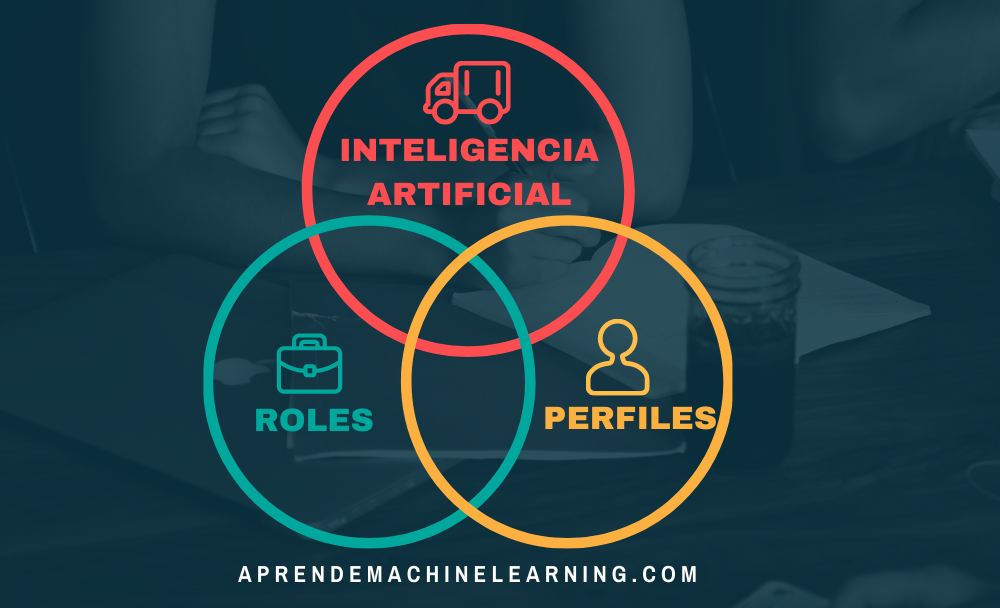 INTELIGENCIA
ARTIFICIAL
ROLES
PERFILES
APRENDEMACHINELEARNING.COM